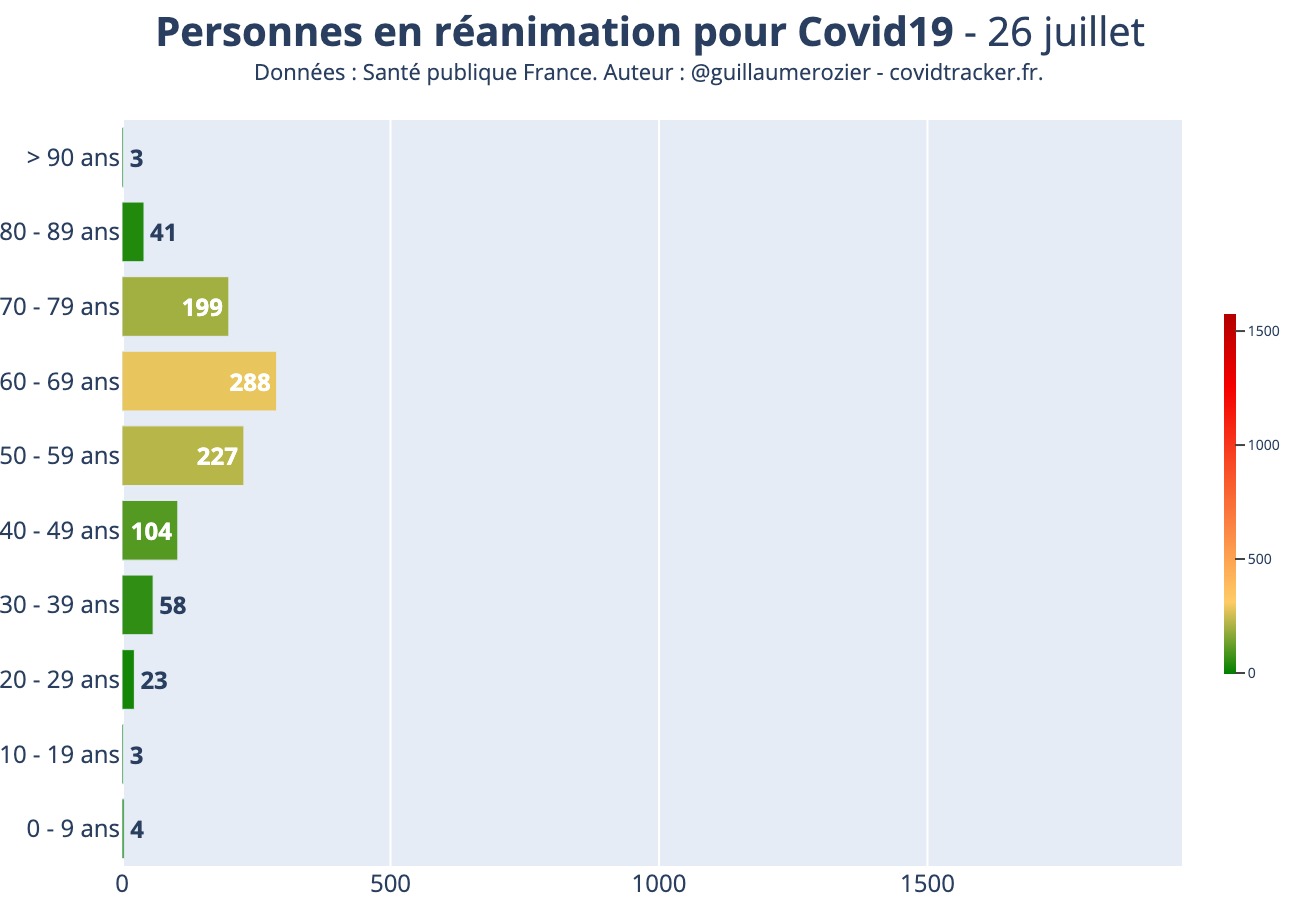 Personnes en réanimation pour Covid19 - 26 juillet
Données : Santé publique France. Auteur : @guillaumerozier - covidtracker.fr.
> 90 ans 3
80 - 89 ans 41
70 - 79 ans 199
60 - 69 ans 288
50 - 59 ans 227
40 - 49 ans 104
30 - 39 ans 58
20 - 29 ans 23
10 - 19 ans 3
0 - 9 ans 4
0 500 1000 1500
1500
1000
500
0